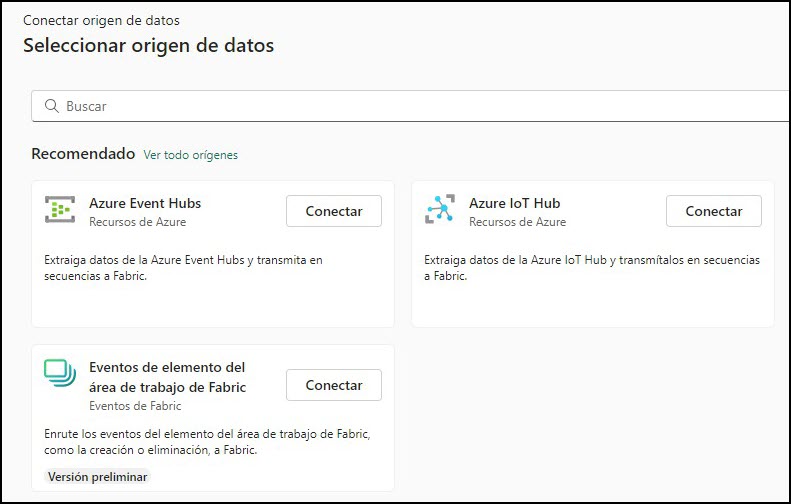 Conectar origen de datos
Seleccionar origen de datos
Buscar
Recomendado Ver todo orígenes
Azure Event Hubs
Recursos de Azure
Conectar
Extraiga datos de la Azure Event Hubs y transmita en
secuencias a Fabric.
Azure IoT Hub
Recursos de Azure
Conectar
Extraiga datos de la Azure IoT Hub y transmítalos en secuencias
a Fabric.
Eventos de elemento del
área de trabajo de Fabric
Eventos de Fabric
Conectar
Enrute los eventos del elemento del área de trabajo de Fabric,
como la creación o eliminación, a Fabric.
Versión preliminar